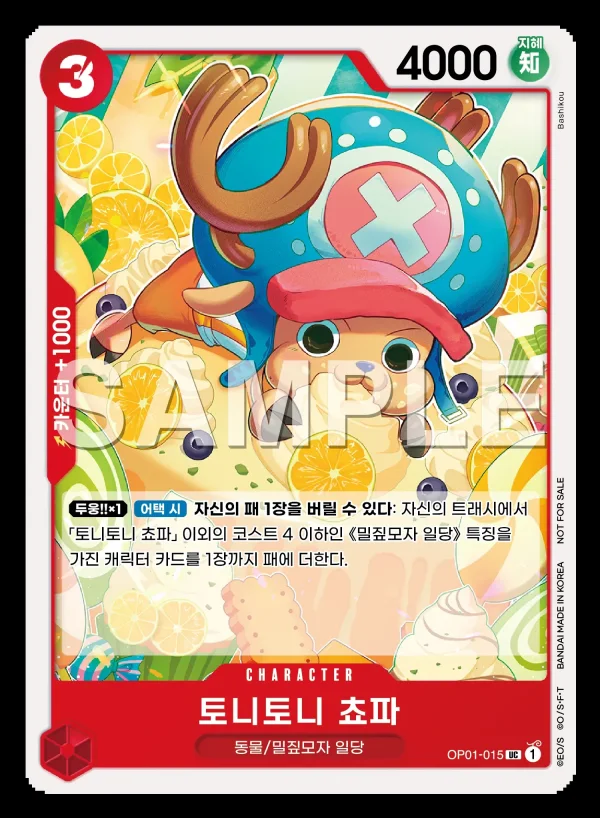 3
4000
지혜
知
Bashikou
카운터 +1000
SAMPLE
두웅!!×1 어택 시 자신의 패 1장을 버릴 수 있다: 자신의 트래시에서
「토니토니 쵸파」 이외의 코스트 4 이하인 《밀짚모자 일당》 특징을
가진 캐릭터 카드를 1장까지 패에 더한다.
CHARACTER
토니토니 쵸파
동물/밀짚모자 일당
OP01-015 UC 1
©EO/S ©O/S·F·T BANDAI MADE IN KOREA NOT FOR SALE